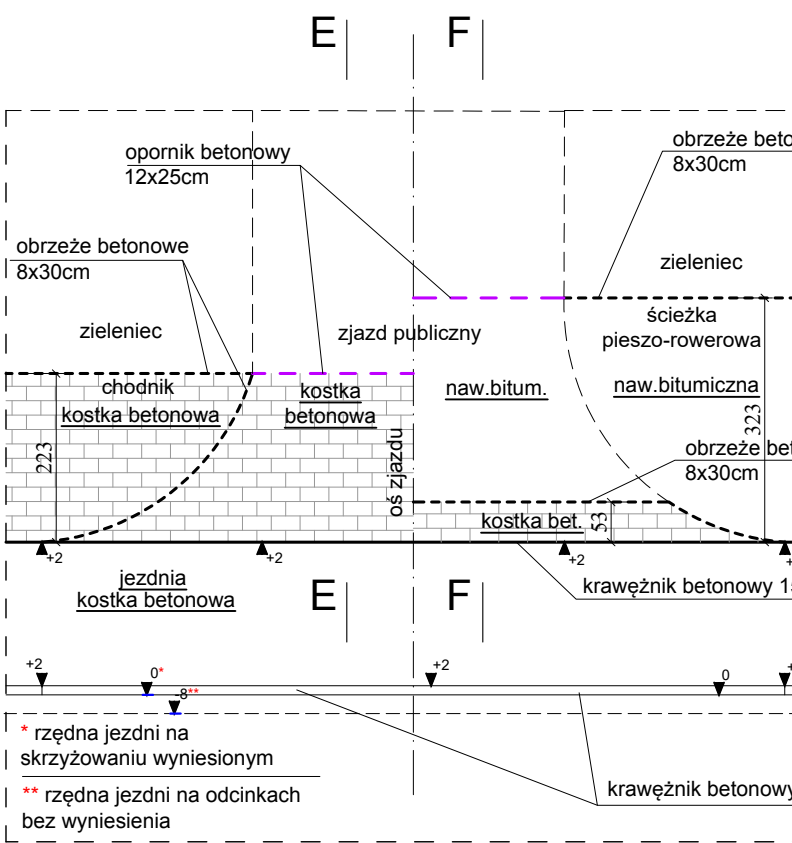 E
F
obrzeże beto
8x30cm
opornik betonowy
12x25cm
obrzeże betonowe
8x30cm
zieleniec
zieleniec
zjazd publiczny
ścieżka
pieszo-rowerowa
chodnik
kostka betonowa
kostka
betonowa
naw.bitum.
naw.bitumiczna
323
223
oś zjazdu
obrzeże bet
8x30cm
kostka bet.
53
+2
+2
+2
+
jezdnia
kostka betonowa
E
F
krawężnik betonowy 1
+2
0*
-8**
+2
0
+
* rzędna jezdni na
skrzyżowaniu wyniesionym
** rzędna jezdni na odcinkach
bez wyniesienia
krawężnik betonowy